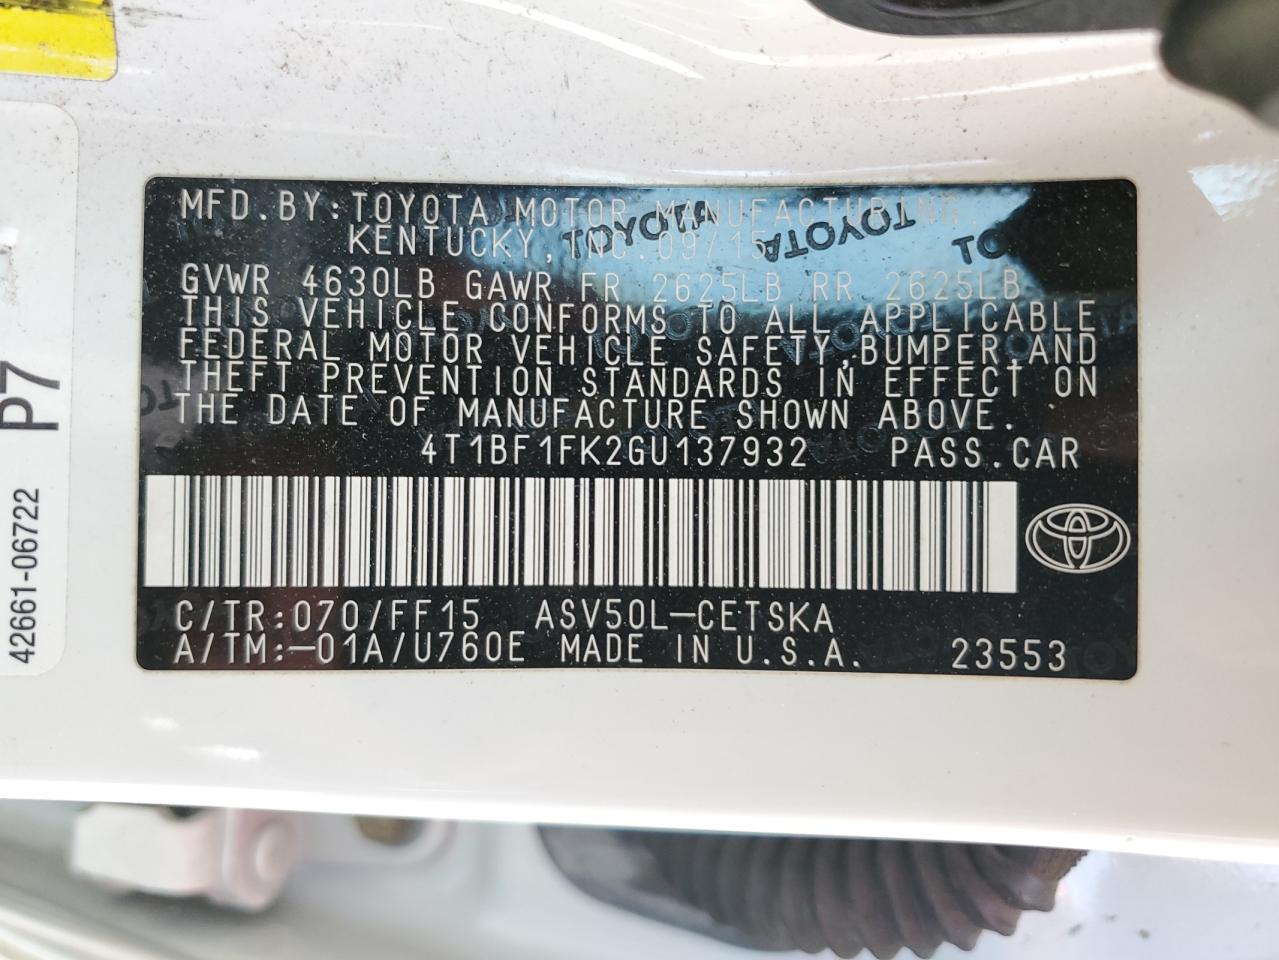 MFD.BY:TOYOTA MOTOR MANUFACTURING,
KENTUCKY, INC. 09/15
GVWR 4630LB GAWR FR 2625LB RR 2625LB
THIS VEHICLE CONFORMS TO ALL APPLICABLE
FEDERAL MOTOR VEHICLE SAFETY,BUMPER,AND
THEFT PREVENTION STANDARDS IN EFFECT ON
THE DATE OF MANUFACTURE SHOWN ABOVE.
4T1BF1FK2GU137932 PASS.CAR
C/TR:070/FF15 ASV50L-CETSKA
A/TM:-01A/U760E MADE IN U.S.A. 23553
TOYOTA
TOYOTA
P7
42661-06722